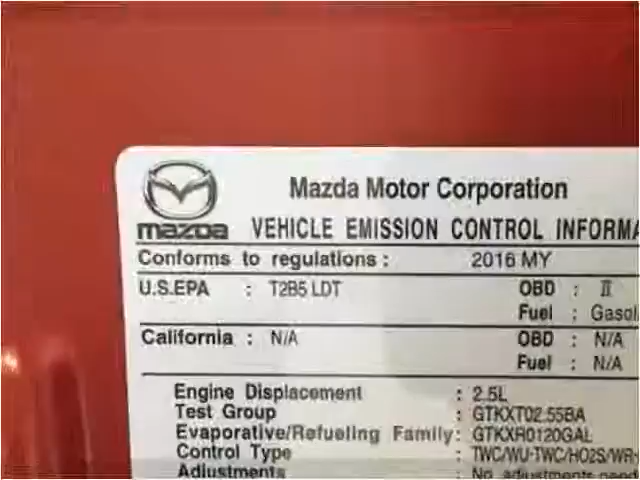 Mazda Motor Corporation
mazda VEHICLE EMISSION CONTROL INFORMA
Conforms to regulations : 2016 MY
U.S.EPA : T2B5 LDT OBD : II
Fuel : Gasol
California : N/A OBD : N/A
Fuel : N/A
Engine Displacement : 2.5L
Test Group : GTKXT02.55BA
Evaporative/Refueling Family: GTKXR0120GAL
Control Type : TWC/WU-TWC/HO2S/WR-
Adjustments : No adjustments need